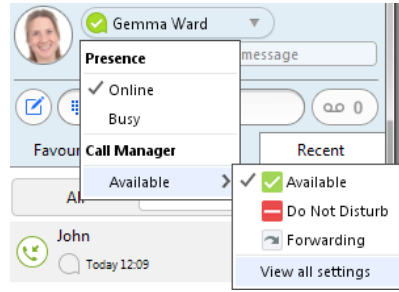 Gemma Ward
Presence
message
Online
Busy
0
Favou
Call Manager
Recent
Available
Available
Al
Do Not Disturb
John
Forwarding
Today 12:09
View all settings